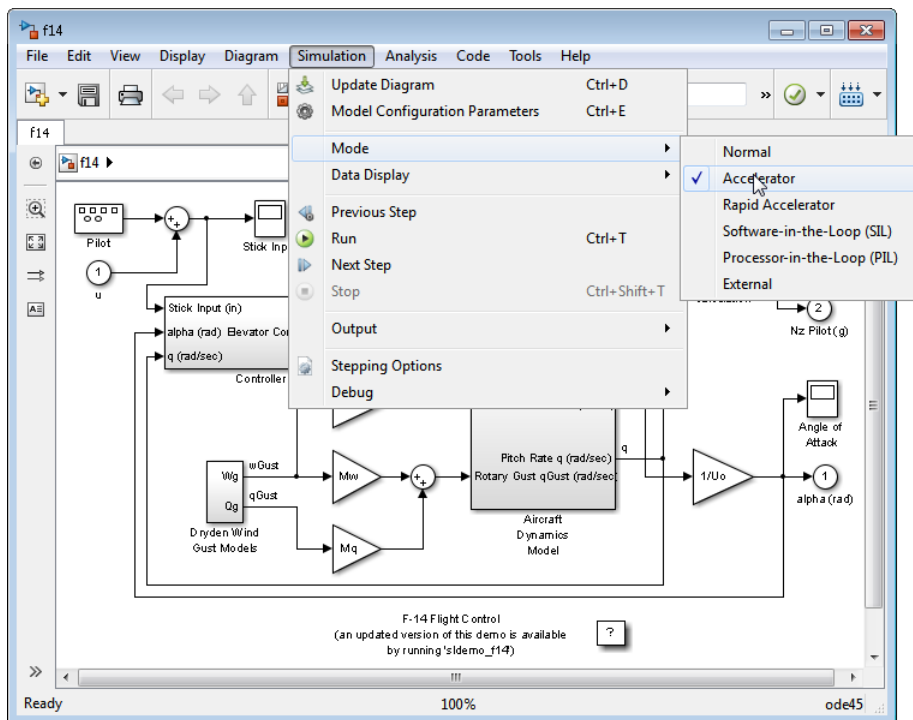 f14
File Edit View Display Diagram Simulation Analysis Code Tools Help
»
f14
f14
Update Diagram Ctrl+D
Model Configuration Parameters Ctrl+E
Mode
Data Display
Previous Step
Run Ctrl+T
Next Step
Stop Ctrl+Shift+T
Output
Stepping Options
Debug
Normal
Accelerator
Rapid Accelerator
Software-in-the-Loop (SIL)
Processor-in-the-Loop (PIL)
External
Pilot
Stick Inp
1
u
Stick Input (in)
alpha (rad) Elevator Co
q (rad/sec)
Controller
2
Nz Pilot (g)
Angle of
Attack
Pitch Rate q (rad/sec)
q
Rotary Gust qGust (rad/sec)
Aircraft
Dynamics
Model
1/Uo
1
alpha (rad)
Wg
wGust
Qg
qGust
Dryden Wind
Gust Models
Mw
Mq
F-14 Flight Control
(an updated version of this demo is available
by running 'sldemo_f14')
?
»
Ready 100% ode45